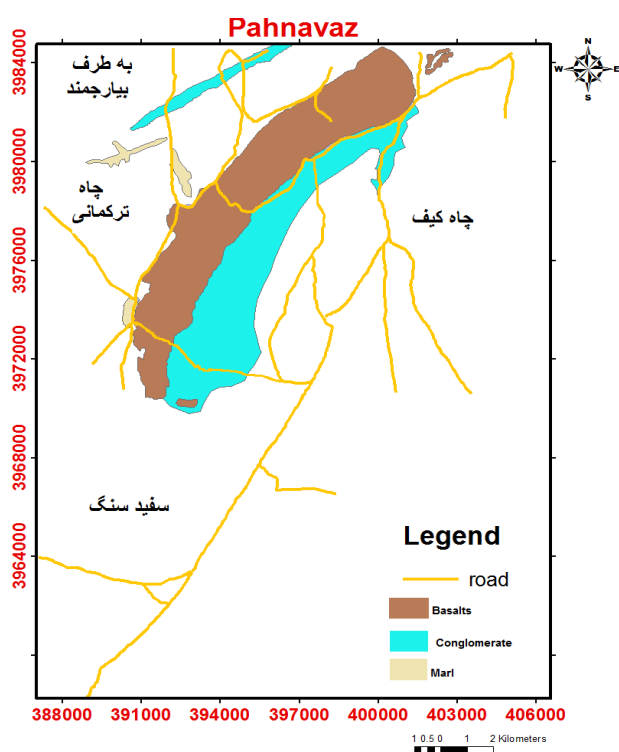 Pahnavaz
N
W E
S
به طرف
بیارجمند
چاه
ترکمانی
چاه کیف
سفید سنگ
3984000
3980000
3976000
3972000
3968000
3964000
Legend
road
Basalts
Conglomerate
Marl
388000 391000 394000 397000 400000 403000 406000
1 0.5 0 1 2 Kilometers